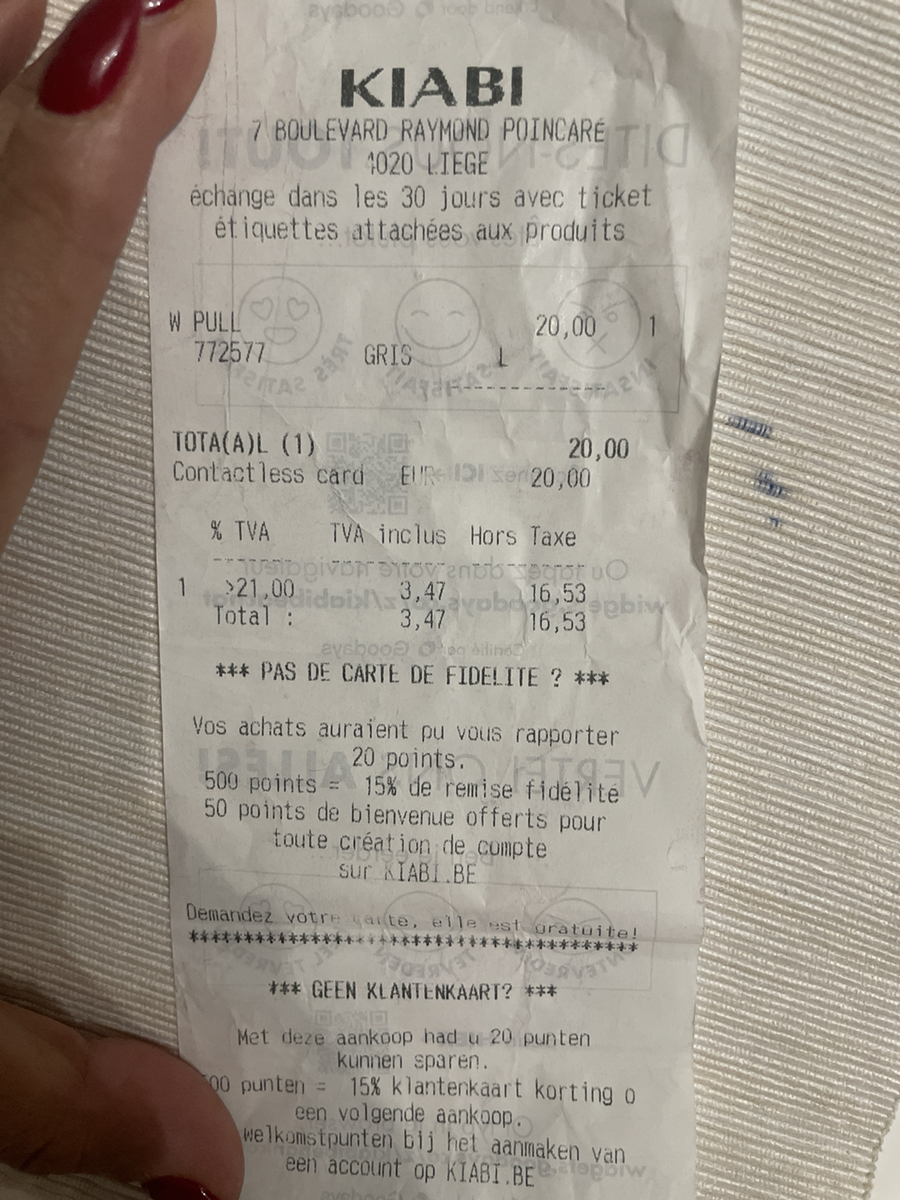 KIABI
7 BOULEVARD RAYMOND POINCARÉ
4020 LIEGE
échange dans les 30 jours avec ticket
étiquettes attachées aux produits
W PULL 20,00 1
772577 GRIS L
TOTA(A)L (1) 20,00
Contactless card EUR 20,00
% TVA TVA inclus Hors Taxe
1 >21,00 3,47 16,53
Total : 3,47 16,53
*** PAS DE CARTE DE FIDELITE ? ***
Vos achats auraient pu vous rapporter
20 points.
500 points = 15% de remise fidélité
50 points de bienvenue offerts pour
toute création de compte
sur KIABI.BE
Demandez votre carte, elle est gratuite!
*****************************************
*** GEEN KLANTENKAART? ***
Met deze aankoop had u 20 punten
kunnen sparen.
00 punten = 15% klantenkaart korting o
een volgende aankoop.
welkomstpunten bij het aanmaken van
een account op KIABI.BE